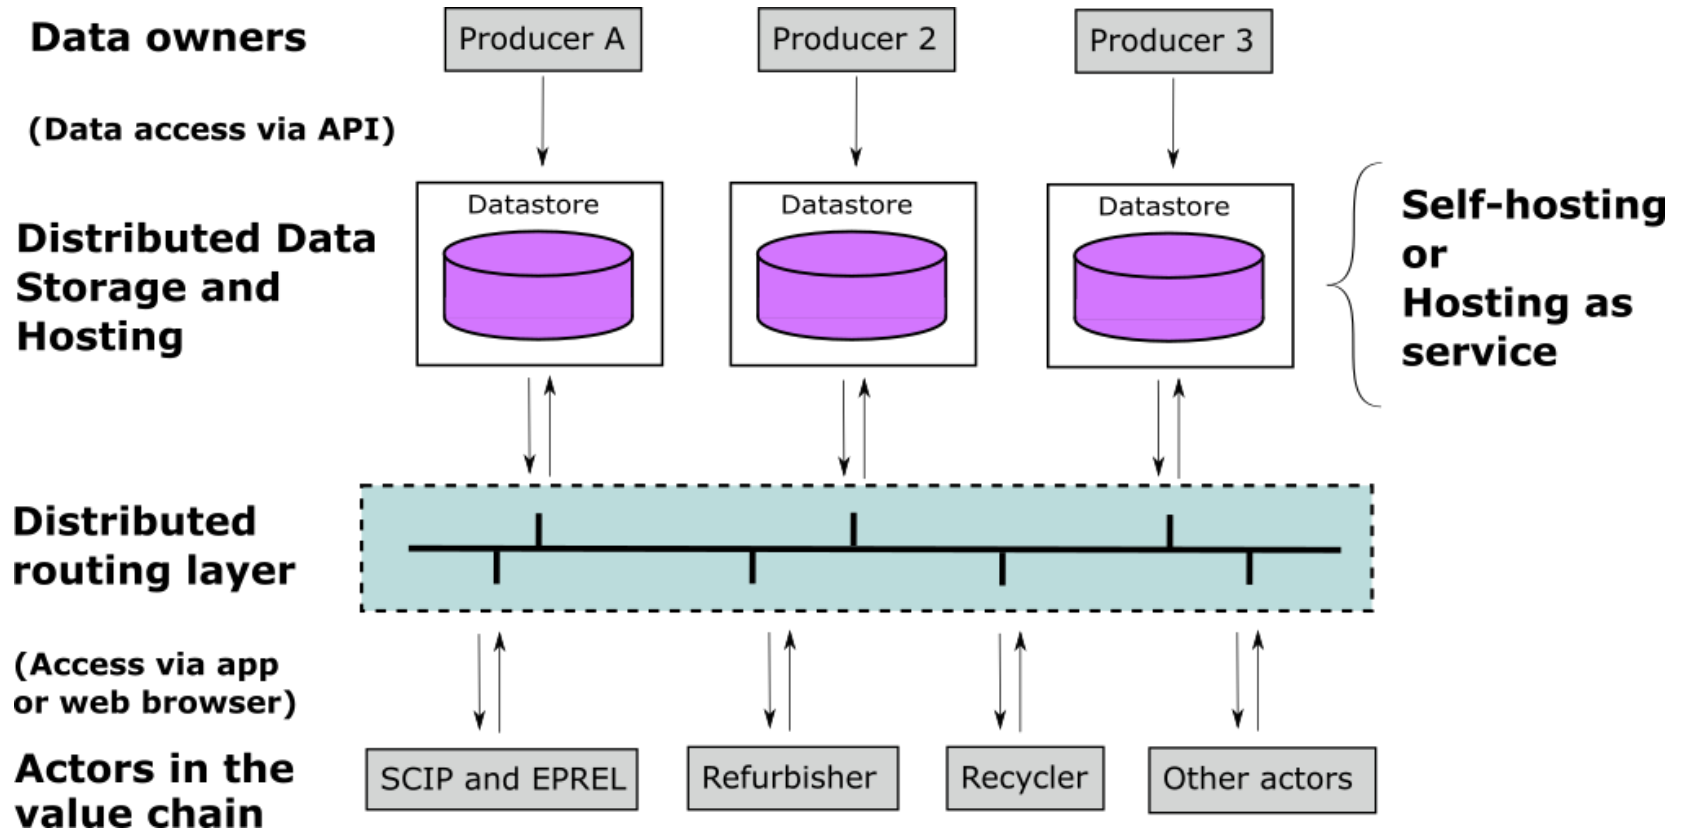 Data owners
Producer A
Producer 2
Producer 3
(Data access via API)
Distributed Data
Storage and
Hosting
Datastore
Datastore
Datastore
Self-hosting
or
Hosting as
service
Distributed
routing layer
(Access via app
or web browser)
Actors in the
value chain
SCIP and EPREL
Refurbisher
Recycler
Other actors